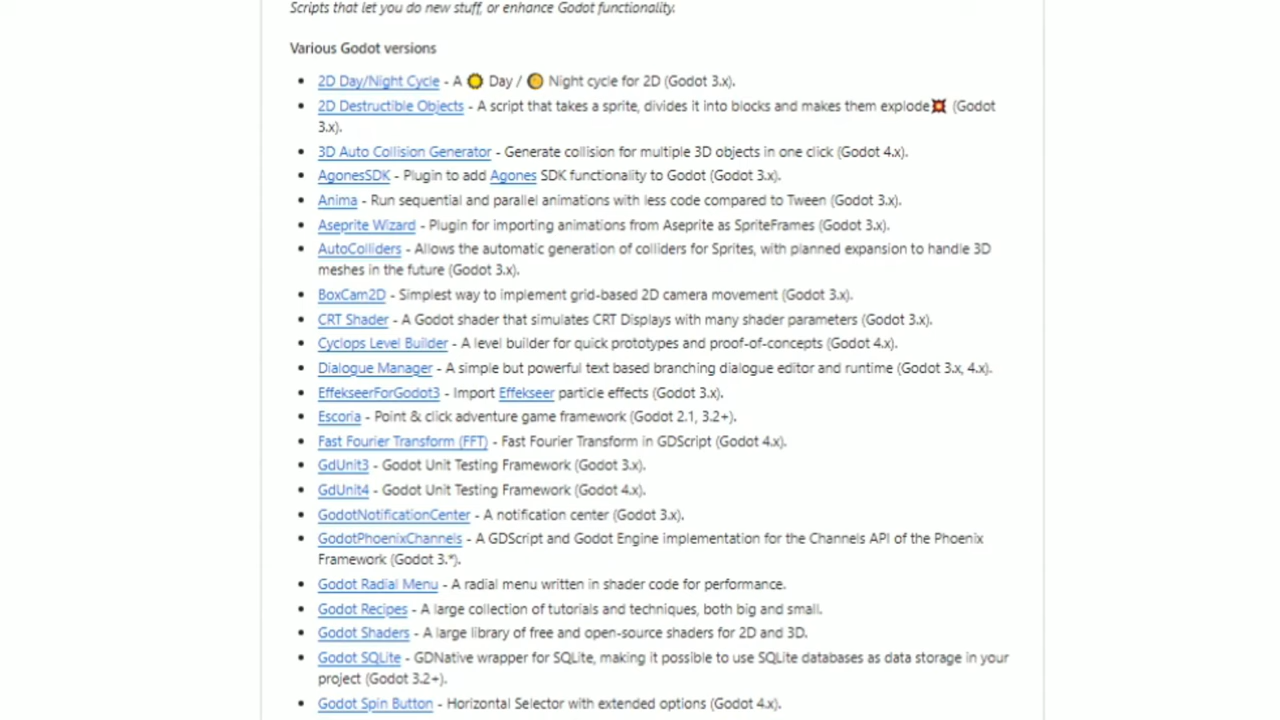 Scripts that let you do new stuff, or enhance Godot functionality.
Various Godot versions
2D Day/Night Cycle - A 🌞 Day / 🌕 Night cycle for 2D (Godot 3.x).
2D Destructible Objects - A script that takes a sprite, divides it into blocks and makes them explode💥 (Godot
3.x).
3D Auto Collision Generator - Generate collision for multiple 3D objects in one click (Godot 4.x).
AgonesSDK - Plugin to add Agones SDK functionality to Godot (Godot 3.x).
Anima - Run sequential and parallel animations with less code compared to Tween (Godot 3.x).
Aseprite Wizard - Plugin for importing animations from Aseprite as SpriteFrames (Godot 3.x).
AutoColliders - Allows the automatic generation of colliders for Sprites, with planned expansion to handle 3D
meshes in the future (Godot 3.x).
BoxCam2D - Simplest way to implement grid-based 2D camera movement (Godot 3.x).
CRT Shader - A Godot shader that simulates CRT Displays with many shader parameters (Godot 3.x).
Cyclops Level Builder - A level builder for quick prototypes and proof-of-concepts (Godot 4.x).
Dialogue Manager - A simple but powerful text based branching dialogue editor and runtime (Godot 3.x, 4.x).
EffekseerForGodot3 - Import Effekseer particle effects (Godot 3.x).
Escoria - Point & click adventure game framework (Godot 2.1, 3.2+).
Fast Fourier Transform (FFT) - Fast Fourier Transform in GDScript (Godot 4.x).
GdUnit3 - Godot Unit Testing Framework (Godot 3.x).
GdUnit4 - Godot Unit Testing Framework (Godot 4.x).
GodotNotificationCenter - A notification center (Godot 3.x).
GodotPhoenixChannels - A GDScript and Godot Engine implementation for the Channels API of the Phoenix
Framework (Godot 3.*).
Godot Radial Menu - A radial menu written in shader code for performance.
Godot Recipes - A large collection of tutorials and techniques, both big and small.
Godot Shaders - A large library of free and open-source shaders for 2D and 3D.
Godot SQLite - GDNative wrapper for SQLite, making it possible to use SQLite databases as data storage in your
project (Godot 3.2+).
Godot Spin Button - Horizontal Selector with extended options (Godot 4.x).